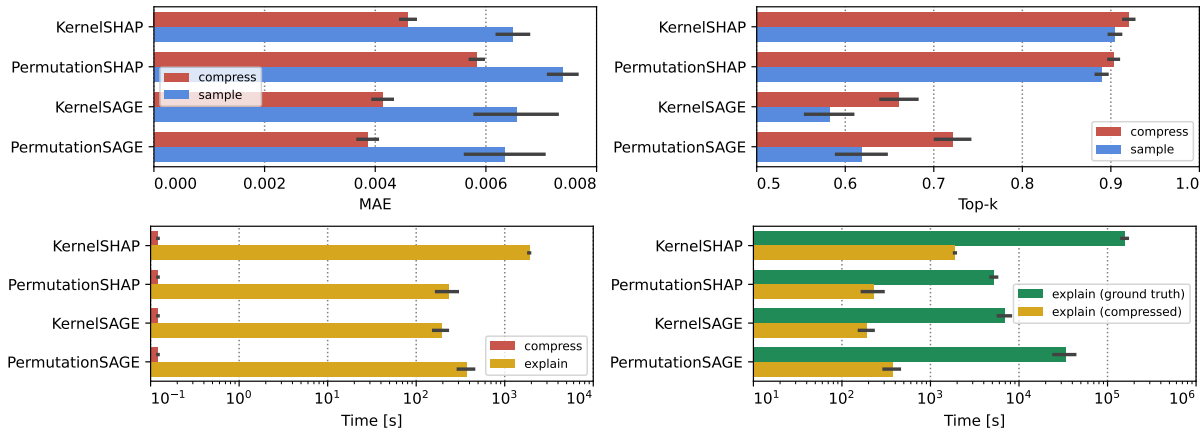 KernelSHAP
PermutationSHAP
KernelSAGE
PermutationSAGE
compress
sample
0.000 0.002 0.004 0.006 0.008
MAE
KernelSHAP
PermutationSHAP
KernelSAGE
PermutationSAGE
compress
sample
0.5 0.6 0.7 0.8 0.9 1.0
Top-k
KernelSHAP
PermutationSHAP
KernelSAGE
PermutationSAGE
compress
explain
10⁻¹ 10⁰ 10¹ 10² 10³ 10⁴
Time [s]
KernelSHAP
PermutationSHAP
KernelSAGE
PermutationSAGE
explain (ground truth)
explain (compressed)
10¹ 10² 10³ 10⁴ 10⁵ 10⁶
Time [s]